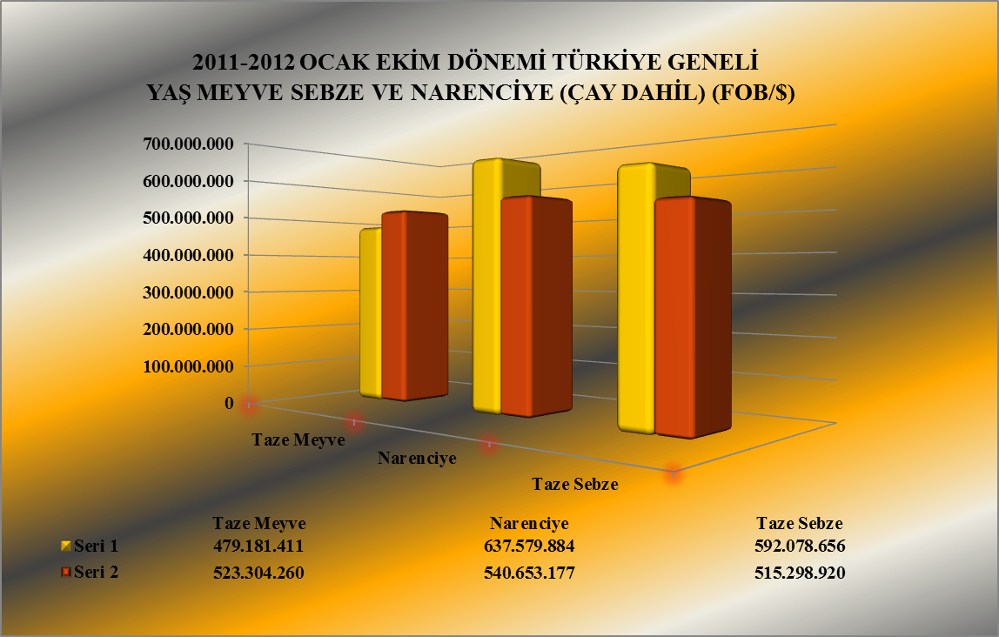 2011-2012 OCAK EKİM DÖNEMİ TÜRKİYE GENELİ
YAŞ MEYVE SEBZE VE NARENCİYE (ÇAY DAHİL) (FOB/$)
700.000.000
600.000.000
500.000.000
400.000.000
300.000.000
200.000.000
100.000.000
0
Taze Meyve
Narenciye
Taze Sebze
Taze Meyve Narenciye Taze Sebze
Seri 1 479.181.411 637.579.884 592.078.656
Seri 2 523.304.260 540.653.177 515.298.920